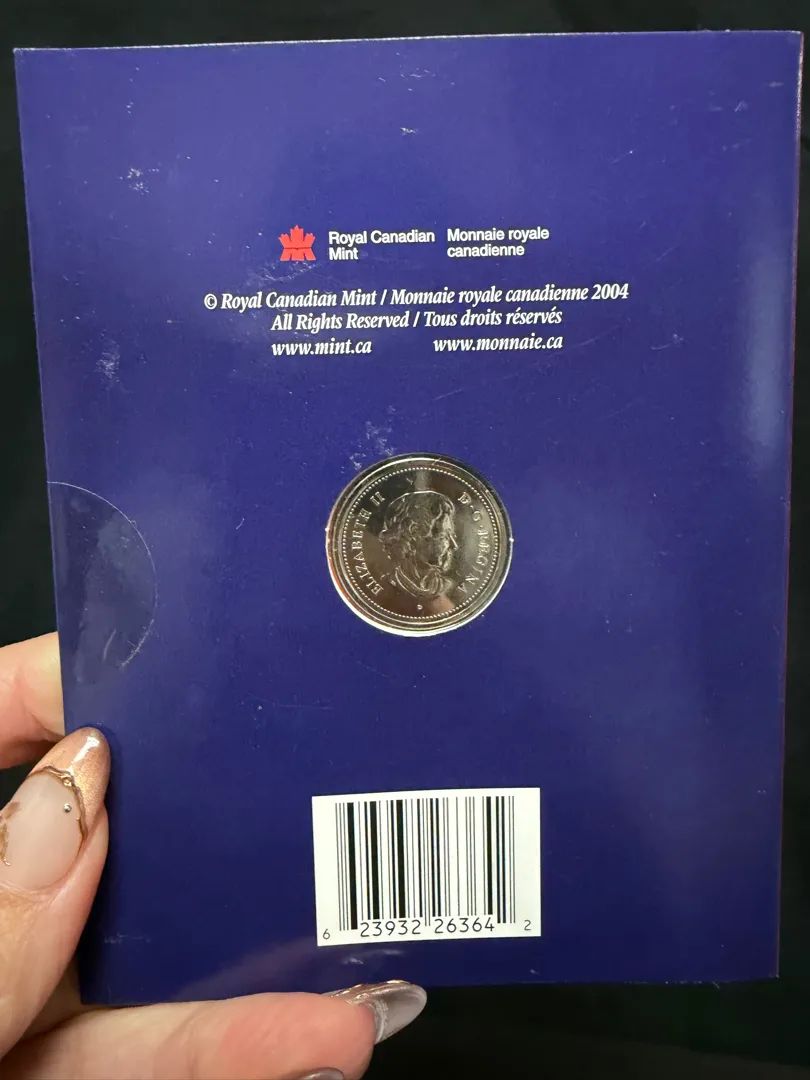 Royal Canadian Mint
Monnaie royale canadienne
© Royal Canadian Mint / Monnaie royale canadienne 2004
All Rights Reserved / Tous droits réservés
www.mint.ca www.monnaie.ca
ELIZABETH II D·G·REGINA
6 23932 26364 2